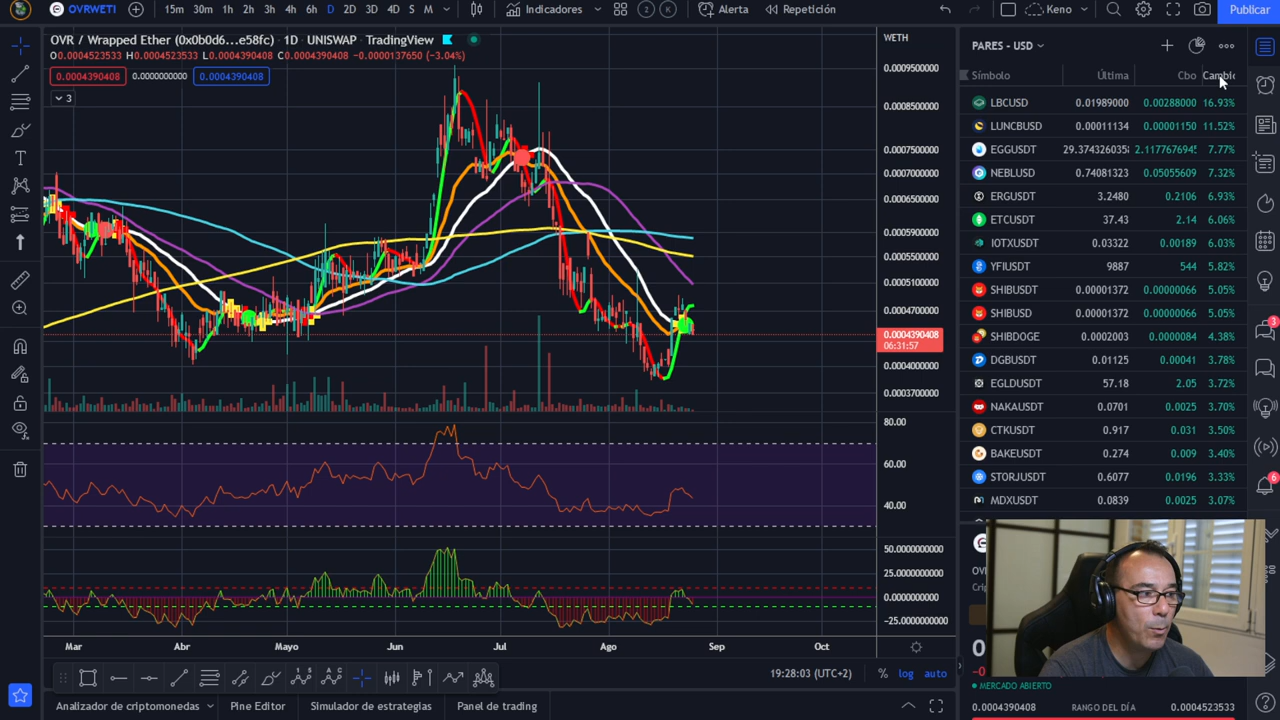 OVRWETI
15m 30m 1h 2h 3h 4h 6h D 2D 3D 4D S M
Indicadores
2 K
Alerta
Repetición
Keno
Publicar
OVR / Wrapped Ether (0x0b0d6...e58fc) · 1D · UNISWAP · TradingView
O0.0004523533 H0.0004523533 L0.0004390408 C0.0004390408 -0.0000137650 (-3.04%)
0.0004390408 0.0000000000 0.0004390408
3
WETH
0.0009500000
0.0008500000
0.0007500000
0.0007000000
0.0006500000
0.0005900000
0.0005500000
0.0005100000
0.0004700000
0.0004390408
06:31:57
0.0004000000
0.0003700000
80.00
60.00
40.00
50.0000000000
25.0000000000
0.0000000000
-25.0000000000
Mar Abr Mayo Jun Jul Ago Sep Oct
19:28:03 (UTC+2) % log auto
Analizador de criptomonedas Pine Editor Simulador de estrategias Panel de trading
PARES - USD
Símbolo Última Cbo Cambio
LBCUSD 0.01989000 0.00288000 16.93%
LUNCBUSD 0.00011134 0.00001150 11.52%
EGGUSDT 29.374326035 2.117767694 7.77%
NEBLUSD 0.74081323 0.05055609 7.32%
ERGUSDT 3.2480 0.2106 6.93%
ETCUSDT 37.43 2.14 6.06%
IOTXUSDT 0.03322 0.00189 6.03%
YFIUSDT 9887 544 5.82%
SHIBUSDT 0.00001372 0.00000066 5.05%
SHIBUSD 0.00001372 0.00000066 5.05%
SHIBDOGE 0.0002003 0.0000084 4.38%
DGBUSDT 0.01125 0.00041 3.78%
EGLDUSDT 57.18 2.05 3.72%
NAKAUSDT 0.0701 0.0025 3.70%
CTKUSDT 0.917 0.031 3.50%
BAKEUSDT 0.274 0.009 3.40%
STORJUSDT 0.6077 0.0196 3.33%
MDXUSDT 0.0839 0.0025 3.07%
3
6
MERCADO ABIERTO
0.0004390408 RANGO DEL DÍA 0.0004523533